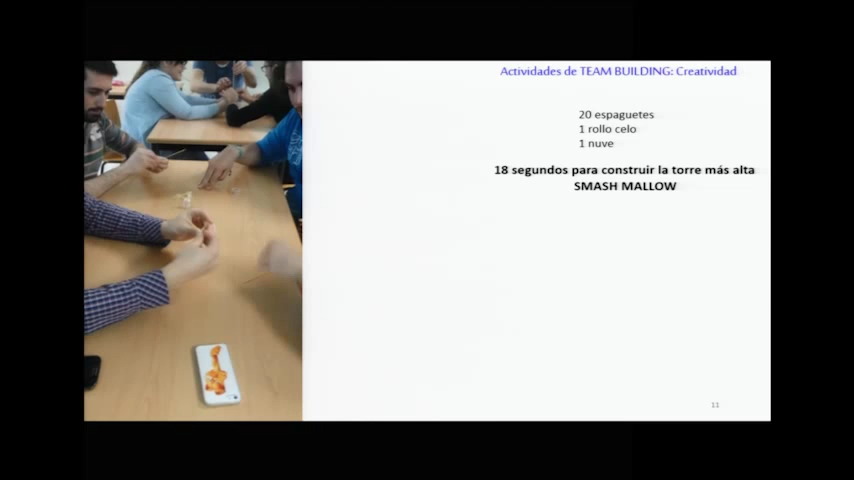 Actividades de TEAM BUILDING: Creatividad
20 espaguetes
1 rollo celo
1 nuve
18 segundos para construir la torre más alta
SMASH MALLOW
11